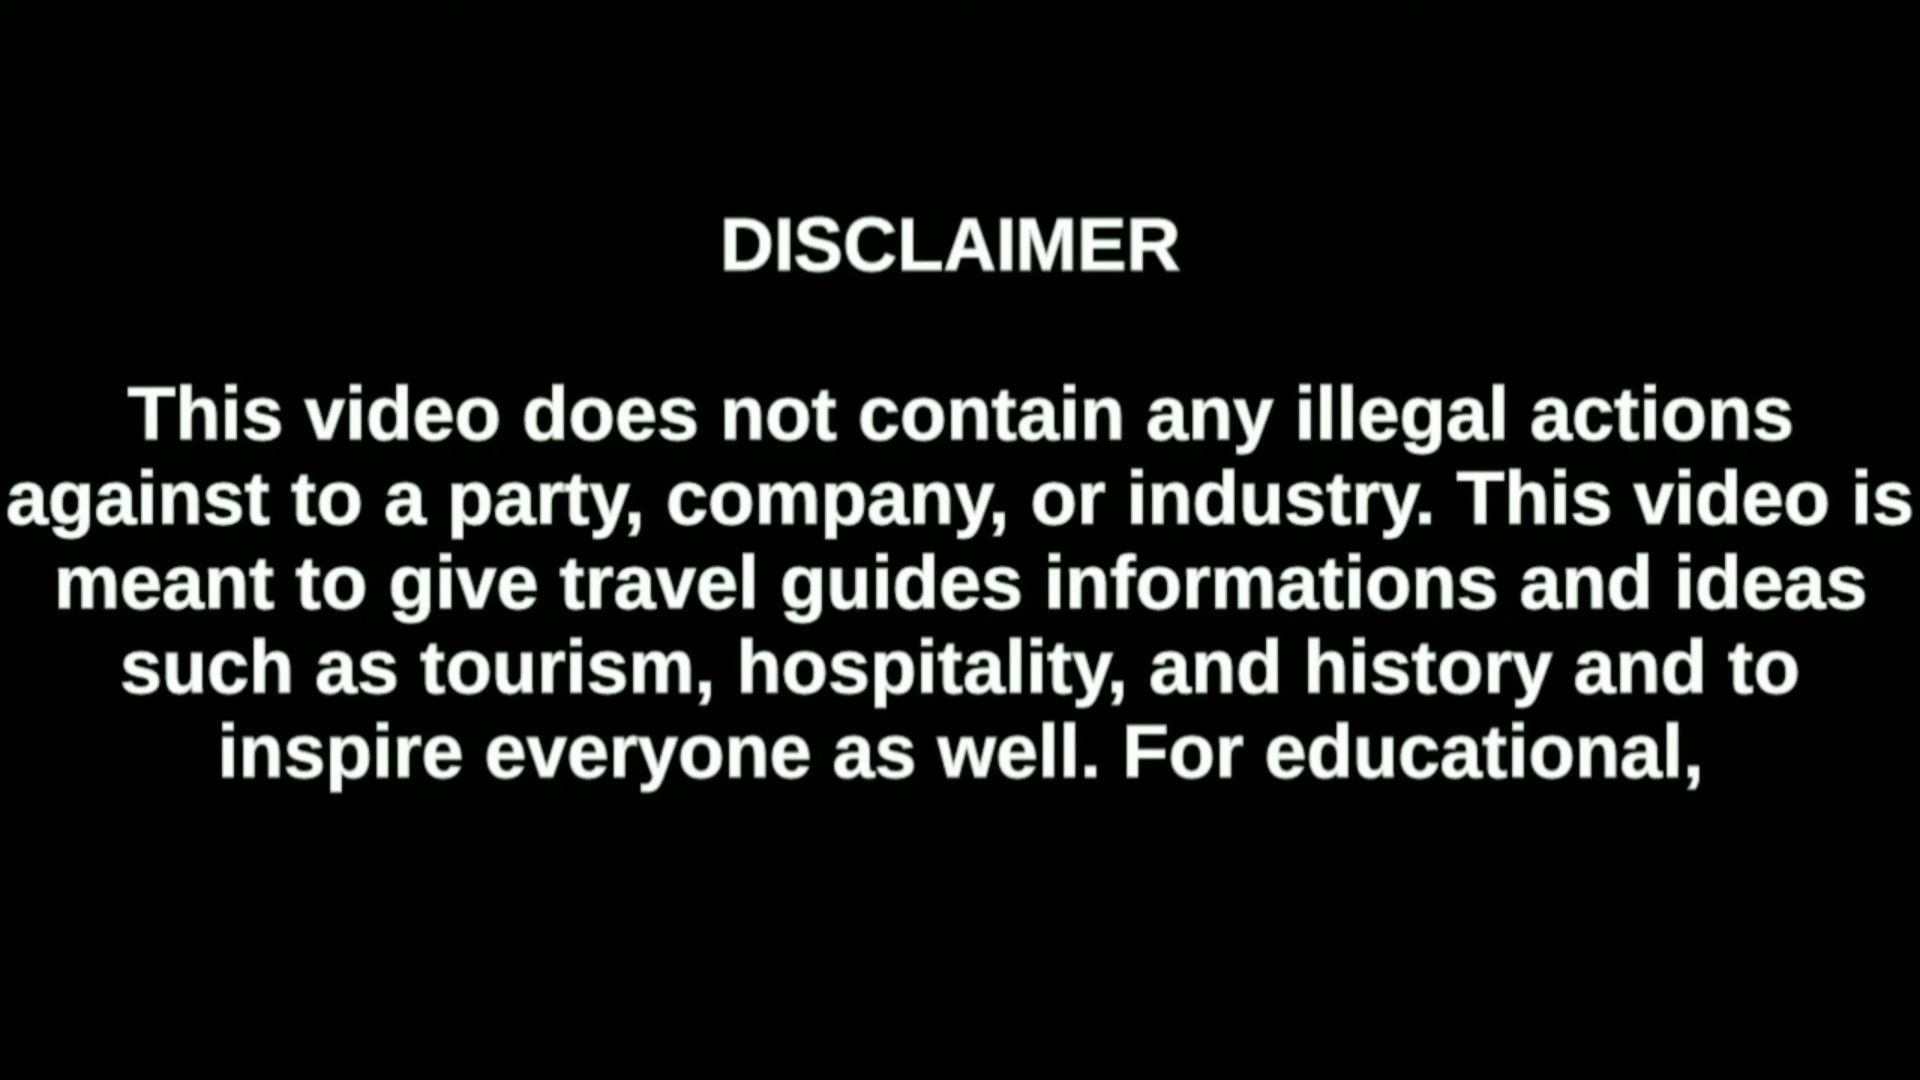 DISCLAIMER
This video does not contain any illegal actions
against to a party, company, or industry. This video is
meant to give travel guides informations and ideas
such as tourism, hospitality, and history and to
inspire everyone as well. For educational,